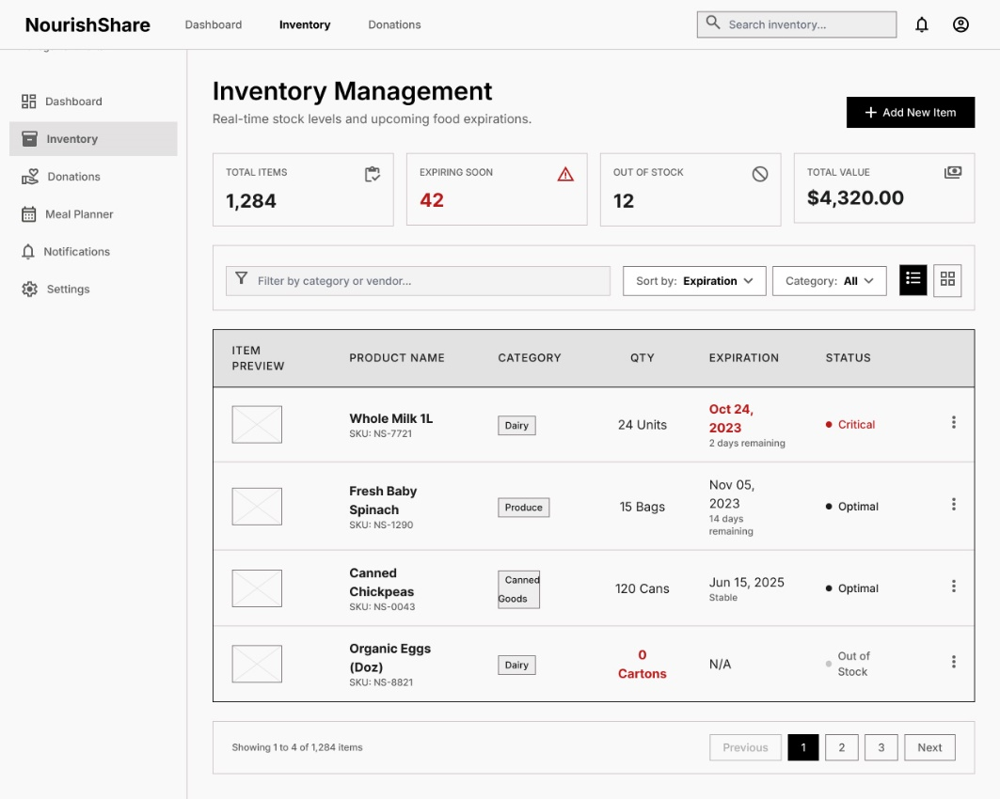 NourishShare
Dashboard
Inventory
Donations
Search inventory...
Dashboard
Inventory
Donations
Meal Planner
Notifications
Settings
Inventory Management
Real-time stock levels and upcoming food expirations.
Add New Item
TOTAL ITEMS
1,284
EXPIRING SOON
42
OUT OF STOCK
12
TOTAL VALUE
$4,320.00
Filter by category or vendor...
Sort by: Expiration
Category: All
ITEM
PREVIEW
PRODUCT NAME
CATEGORY
QTY
EXPIRATION
STATUS
Whole Milk 1L
SKU: NS-7721
Dairy
24 Units
Oct 24,
2023
2 days remaining
Critical
Fresh Baby
Spinach
SKU: NS-1290
Produce
15 Bags
Nov 05,
2023
14 days
remaining
Optimal
Canned
Chickpeas
SKU: NS-0043
Canned
Goods
120 Cans
Jun 15, 2025
Stable
Optimal
Organic Eggs
(Doz)
SKU: NS-8821
Dairy
0
Cartons
N/A
Out of
Stock
Showing 1 to 4 of 1,284 items
Previous
1
2
3
Next